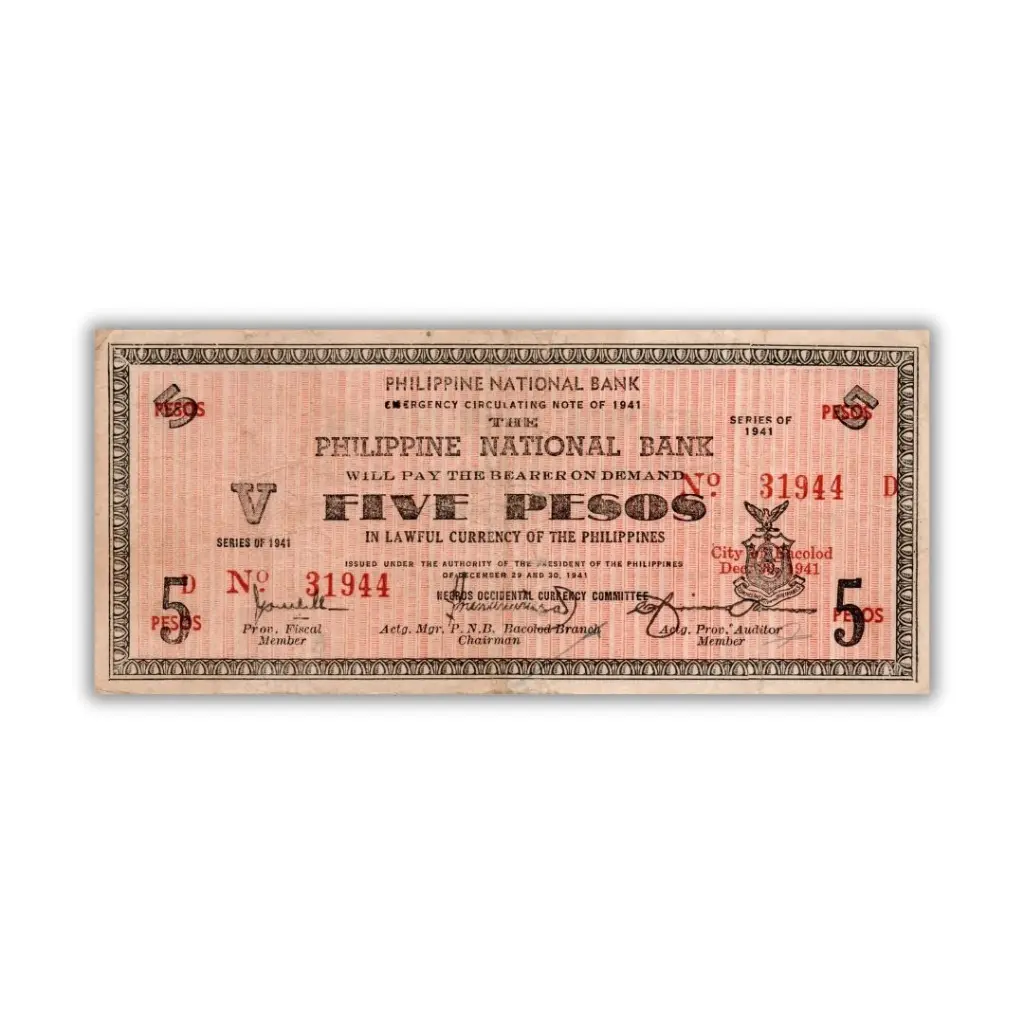 PHILIPPINE NATIONAL BANK
EMERGENCY CIRCULATING NOTE OF 1941
5 PESOS
PESOS 5
THE
SERIES OF
1941
PHILIPPINE NATIONAL BANK
WILL PAY THE BEARER ON DEMAND
No. 31944 D
V
FIVE PESOS
SERIES OF 1941
IN LAWFUL CURRENCY OF THE PHILIPPINES
City of Bacolod
Dec. 1941
ISSUED UNDER THE AUTHORITY OF THE PRESIDENT OF THE PHILIPPINES
OF DECEMBER 29 AND 30, 1941
D No 31944
NEGROS OCCIDENTAL CURRENCY COMMITTEE
5 PESOS
PESOS 5
Prov. Fiscal
Member
Actg. Mgr. P.N.B. Bacolod Branch
Chairman
Actg. Prov. Auditor
Member